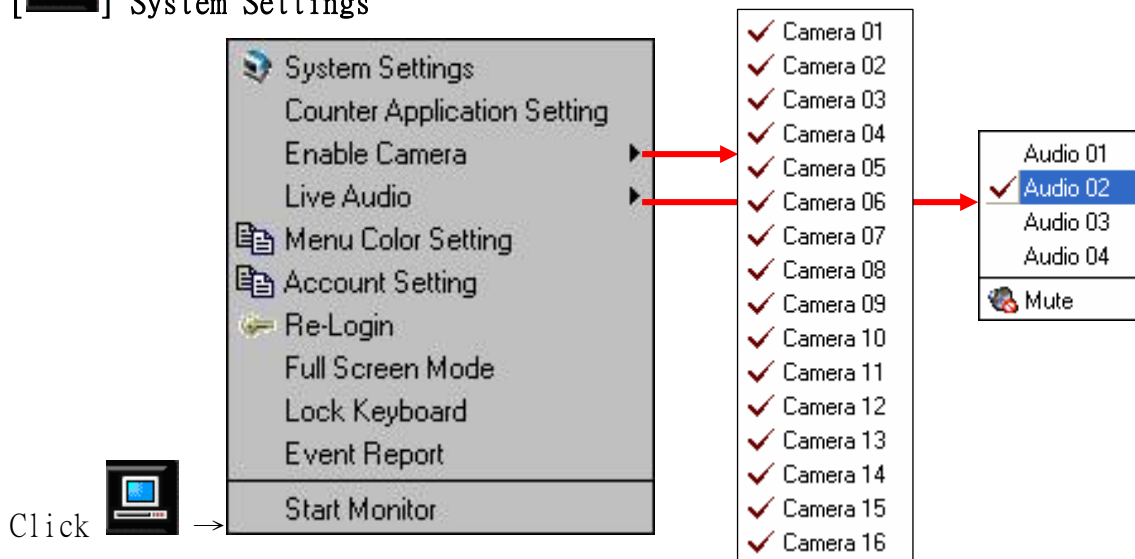 [ ] System Settings
System Settings
Counter Application Setting
Enable Camera
Live Audio
Menu Color Setting
Account Setting
Re-Login
Full Screen Mode
Lock Keyboard
Event Report
Start Monitor
Click →
Camera 01
Camera 02
Camera 03
Camera 04
Camera 05
Camera 06
Camera 07
Camera 08
Camera 09
Camera 10
Camera 11
Camera 12
Camera 13
Camera 14
Camera 15
Camera 16
Audio 01
Audio 02
Audio 03
Audio 04
Mute